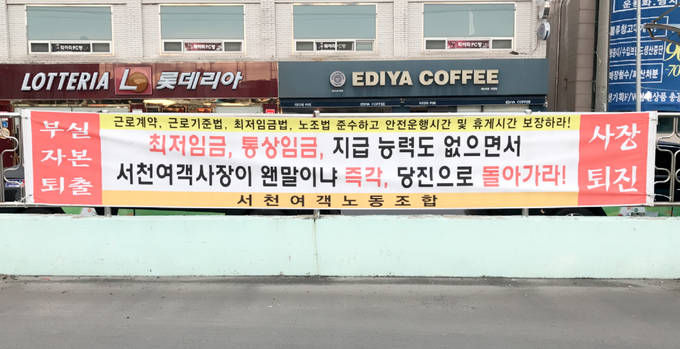 LOTTERIA L 롯데리아
EDIYA COFFEE
부실
자본
퇴출
근로계약, 근로기준법, 최저임금법, 노조법 준수하고 안전운행시간 및 휴게시간 보장하라!
최저임금, 통상임금, 지급 능력도 없으면서
서천여객사장이 왠말이냐 즉각, 당진으로 돌아가라!
서천여객노동조합
사장
퇴진